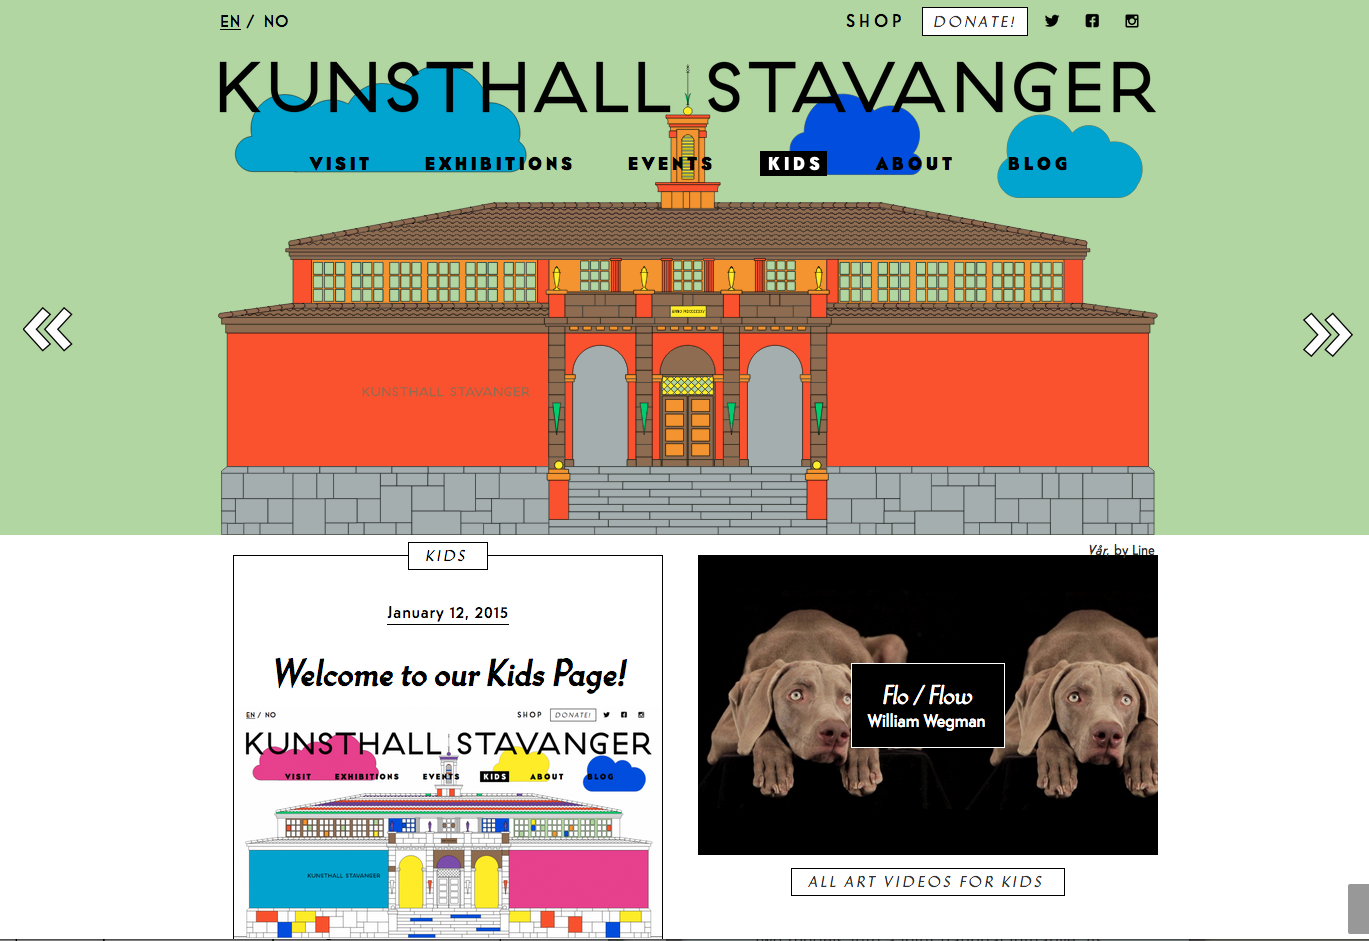 EN / NO
SHOP DONATE!
KUNSTHALL STAVANGER
VISIT EXHIBITIONS EVENTS KIDS ABOUT BLOG
KUNSTHALL STAVANGER
Vår, by Line
KIDS
January 12, 2015
Welcome to our Kids Page!
EN / NO
SHOP DONATE!
KUNSTHALL STAVANGER
VISIT EXHIBITIONS EVENTS KIDS ABOUT BLOG
KUNSTHALL STAVANGER
Flo / Flow
William Wegman
ALL ART VIDEOS FOR KIDS